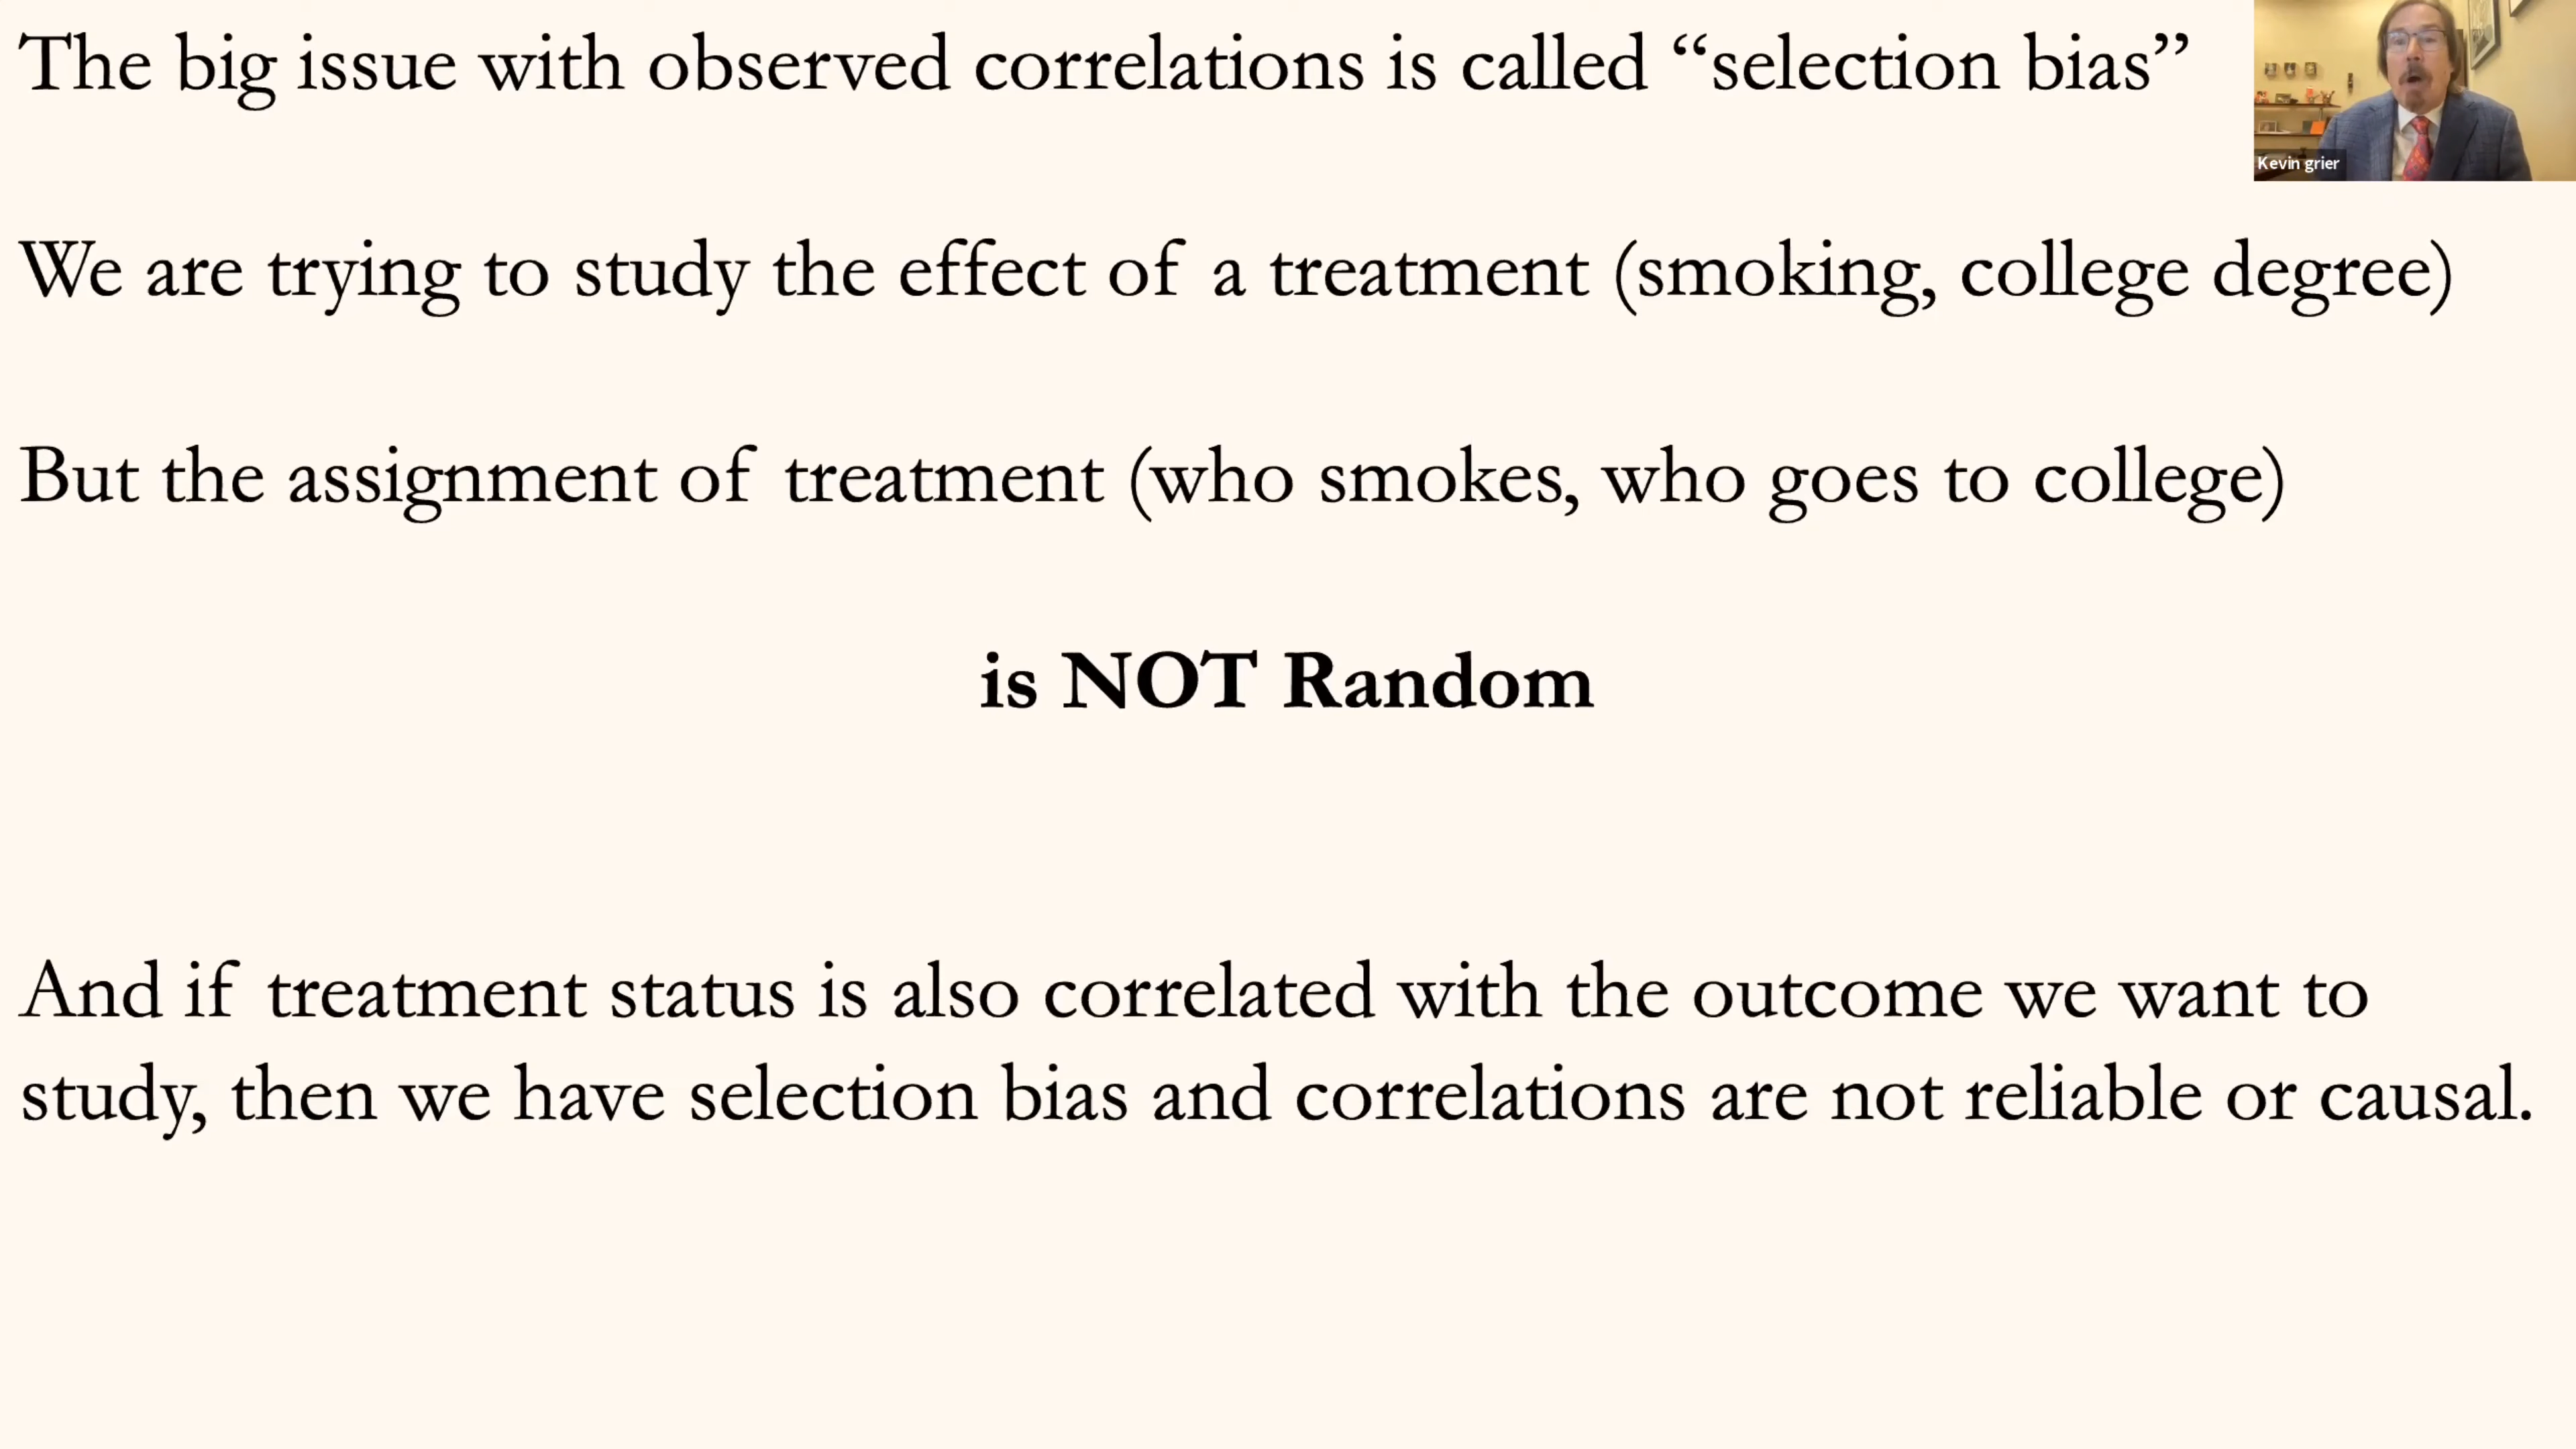 The big issue with observed correlations is called “selection bias”
Kevin grier
We are trying to study the effect of a treatment (smoking, college degree)
But the assignment of treatment (who smokes, who goes to college)
is NOT Random
And if treatment status is also correlated with the outcome we want to
study, then we have selection bias and correlations are not reliable or causal.